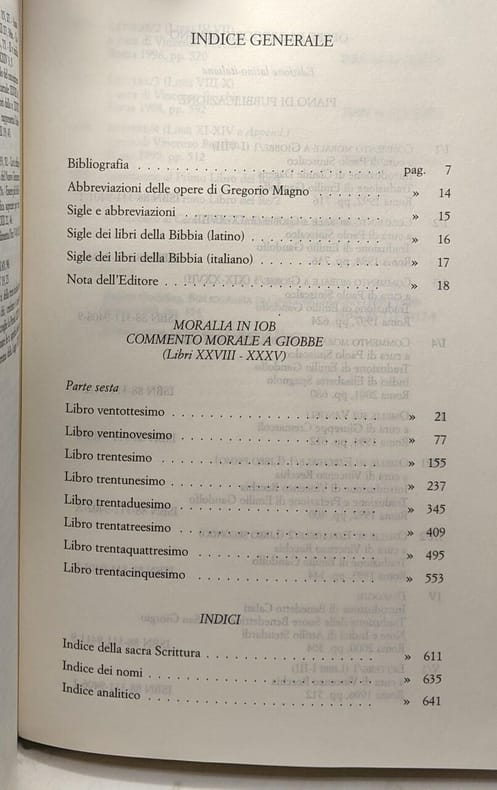 INDICE GENERALE
Bibliografia . . . . . . . . . . . . . . . . . . . . . . . pag. 7
Abbreviazioni delle opere di Gregorio Magno . . . . . . . » 14
Sigle e abbreviazioni . . . . . . . . . . . . . . . . . . . » 15
Sigle dei libri della Bibbia (latino) . . . . . . . . . . . . » 16
Sigle dei libri della Bibbia (italiano) . . . . . . . . . . . » 17
Nota dell'Editore . . . . . . . . . . . . . . . . . . . . » 18
MORALIA IN IOB
COMMENTO MORALE A GIOBBE
(Libri XXVIII - XXXV)
Parte sesta
Libro ventottesimo . . . . . . . . . . . . . . . . . . . » 21
Libro ventinovesimo . . . . . . . . . . . . . . . . . . » 77
Libro trentesimo . . . . . . . . . . . . . . . . . . . . » 155
Libro trentunesimo . . . . . . . . . . . . . . . . . . . » 237
Libro trentaduesimo . . . . . . . . . . . . . . . . . . » 345
Libro trentatreesimo . . . . . . . . . . . . . . . . . . » 409
Libro trentaquattresimo . . . . . . . . . . . . . . . . » 495
Libro trentacinquesimo . . . . . . . . . . . . . . . . . » 553
INDICI
Indice della sacra Scrittura . . . . . . . . . . . . . . . » 611
Indice dei nomi . . . . . . . . . . . . . . . . . . . . . » 635
Indice analitico . . . . . . . . . . . . . . . . . . . . . » 641